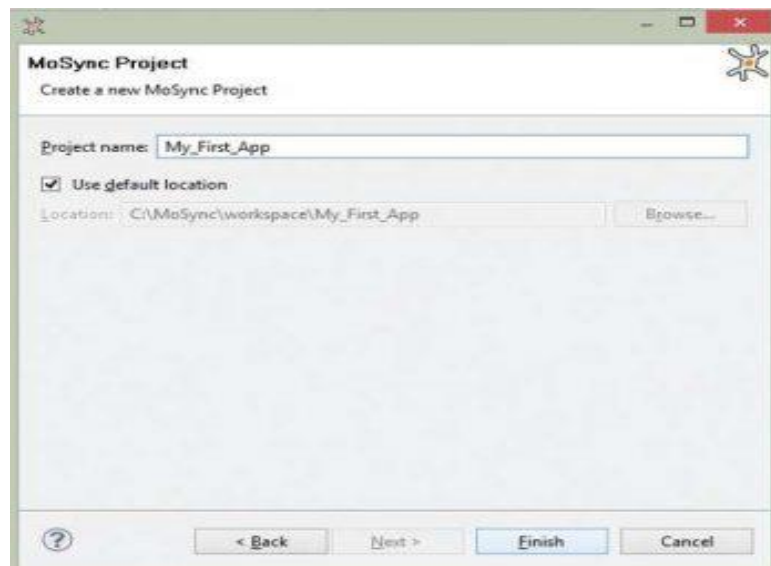 MoSync Project
Create a new MoSync Project
Project name: My_First_App
Use default location
Location: C:\MoSync\workspace\My_First_App Browse...
?
< Back Next > Finish Cancel